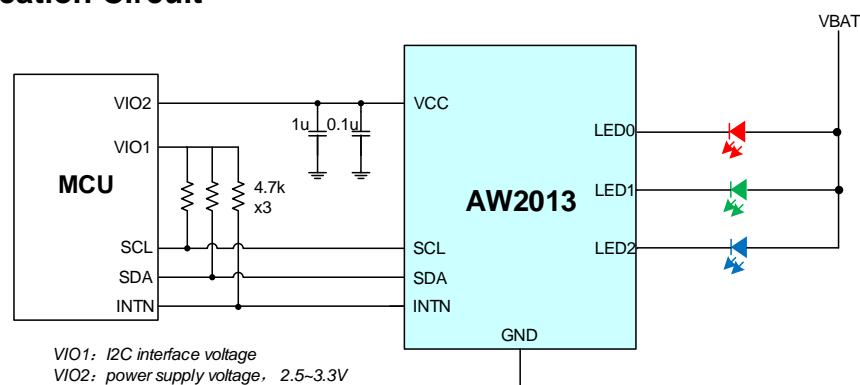 Circuit
VBAT
VIO2
VCC
1u
0.1u
LED0
VIO1
MCU
4.7k
x3
LED1
AW2013
SCL
SCL
LED2
SDA
SDA
INTN
INTN
GND
VIO1：I2C interface voltage
VIO2：power supply voltage， 2.5~3.3V